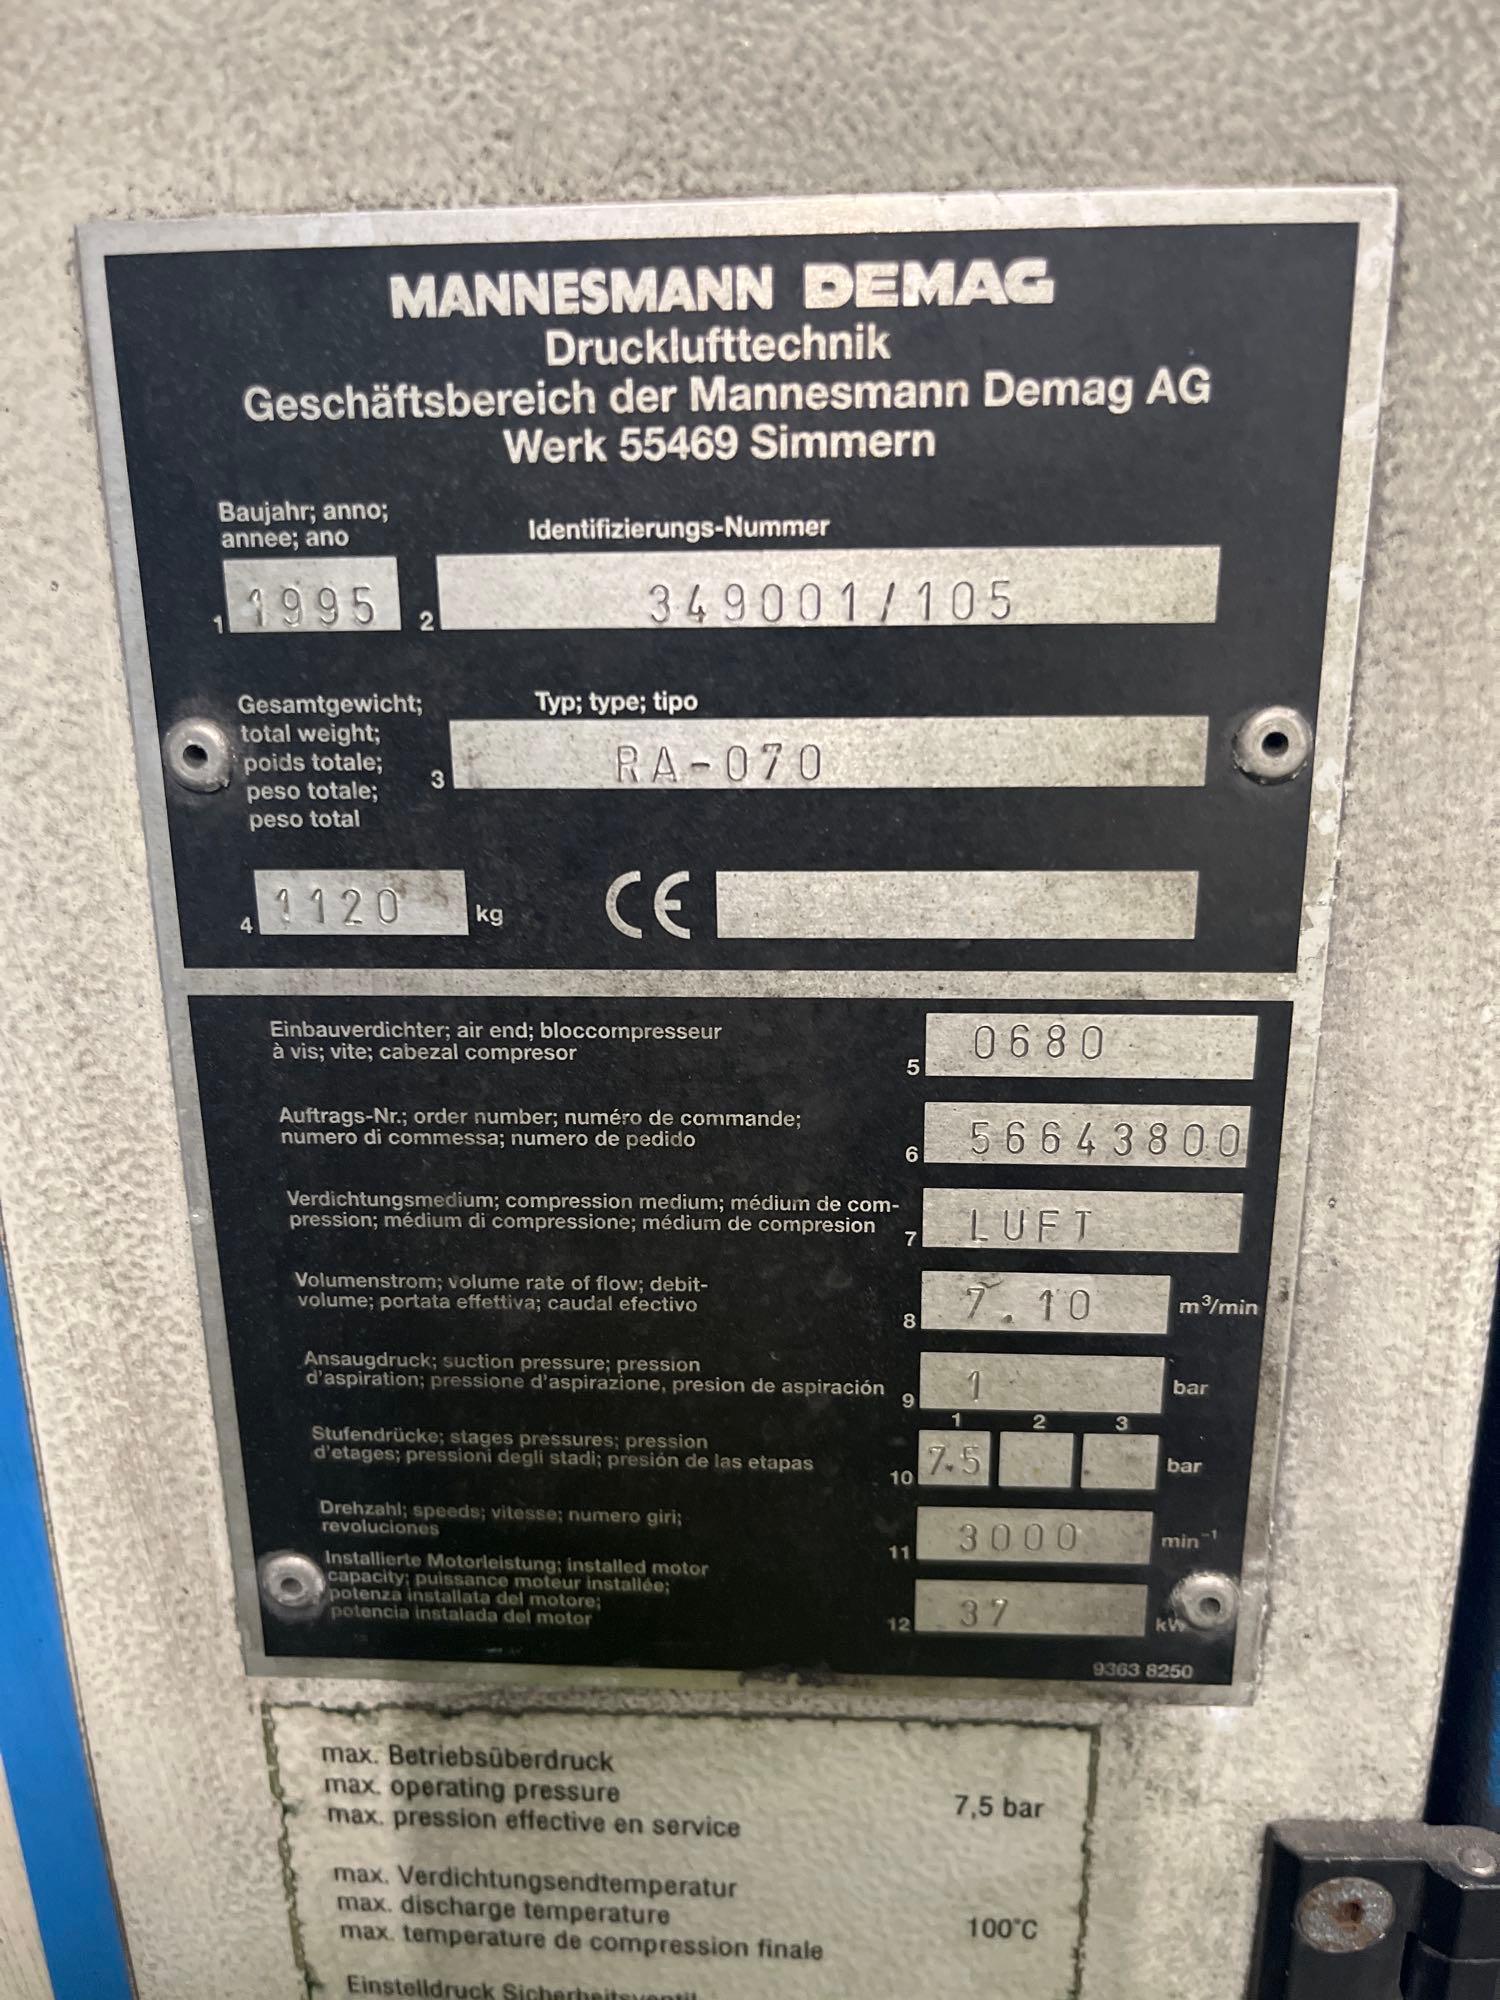 MANNESMANN DEMAG
Drucklufttechnik
Geschäftsbereich der Mannesmann Demag AG
Werk 55469 Simmern
Baujahr; anno;
annee; ano
Identifizierungs-Nummer
1 1995 2 349001/105
Gesamtgewicht;
total weight;
poids totale;
peso totale;
peso total
Typ; type; tipo
3 RA-070
4 1120 kg CE
Einbauverdichter; air end; bloccompresseur
à vis; vite; cabezal compresor
5 0680
Auftrags-Nr.; order number; numéro de commande;
numero di commessa; numero de pedido
6 56643800
Verdichtungsmedium; compression medium; médium de com-
pression; médium di compressione; médium de compresion
7 LUFT
Volumenstrom; volume rate of flow; debit-
volume; portata effettiva; caudal efectivo
8 7.10 m³/min
Ansaugdruck; suction pressure; pression
d'aspiration; pressione d'aspirazione, presion de aspiración
9 1 bar
1 2 3
Stufendrücke; stages pressures; pression
d'etages; pressioni degli stadi; presión de las etapas
10 7.5 bar
Drehzahl; speeds; vitesse; numero giri;
revoluciones
11 3000 min⁻¹
Installierte Motorleistung; installed motor
capacity; puissance moteur installée;
potenza installata del motore;
potencia instalada del motor
12 37 kW
9363 8250
max. Betriebsüberdruck
max. operating pressure
max. pression effective en service
7,5 bar
max. Verdichtungsendtemperatur
max. discharge temperature
max. temperature de compression finale
100°C
Einstelldruck Sicherheitsventil